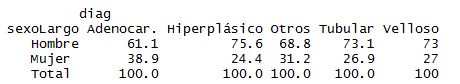 diag
sexoLargo Adenocar. Hiperplásico Otros Tubular Velloso
Hombre 61.1 75.6 68.8 73.1 73
Mujer 38.9 24.4 31.2 26.9 27
Total 100.0 100.0 100.0 100.0 100